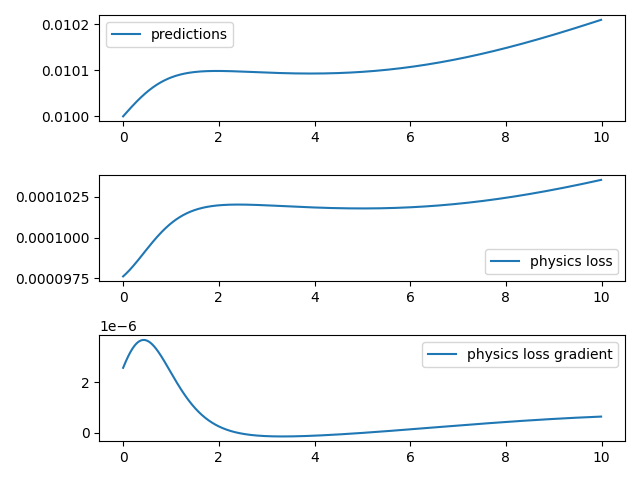 0.0102
0.0101
0.0100
predictions
0 2 4 6 8 10
0.0001025
0.0001000
0.0000975
physics loss
0 2 4 6 8 10
1e−6
2
0
physics loss gradient
0 2 4 6 8 10